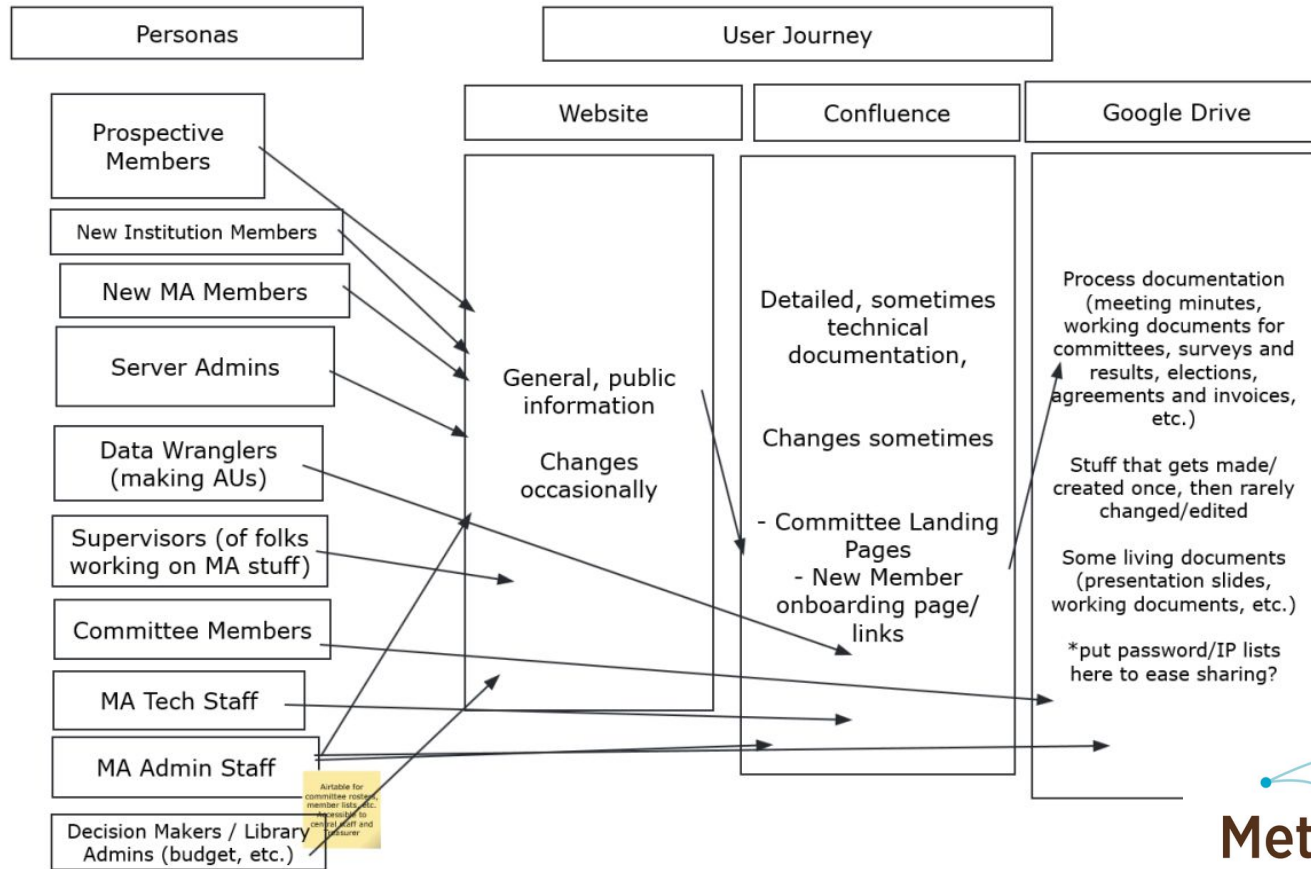 Personas
User Journey
Website
Confluence
Google Drive
Prospective
Members
New Institution Members
New MA Members
Server Admins
Data Wranglers
(making AUs)
Supervisors (of folks
working on MA stuff)
Committee Members
MA Tech Staff
MA Admin Staff
Airtable for
committee rosters,
member lists, etc.
Accessible to
central staff and
Treasurer
Decision Makers / Library
Admins (budget, etc.)
General, public
information
Changes
occasionally
Detailed, sometimes
technical
documentation,
Changes sometimes
- Committee Landing
Pages
- New Member
onboarding page/
links
Process documentation
(meeting minutes,
working documents for
committees, surveys and
results, elections,
agreements and invoices,
etc.)
Stuff that gets made/
created once, then rarely
changed/edited
Some living documents
(presentation slides,
working documents, etc.)
*put password/IP lists
here to ease sharing?
Met